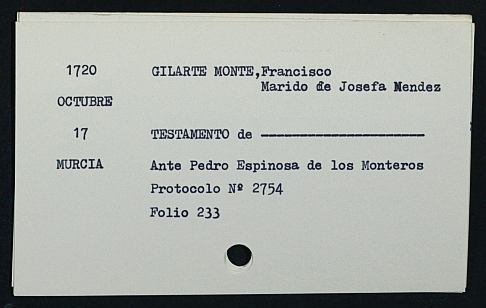 1720 GILARTE MONTE,Francisco
Marido de Josefa Mendez
OCTUBRE
17 TESTAMENTO de ---------------------
MURCIA Ante Pedro Espinosa de los Monteros
Protocolo Nº 2754
Folio 233